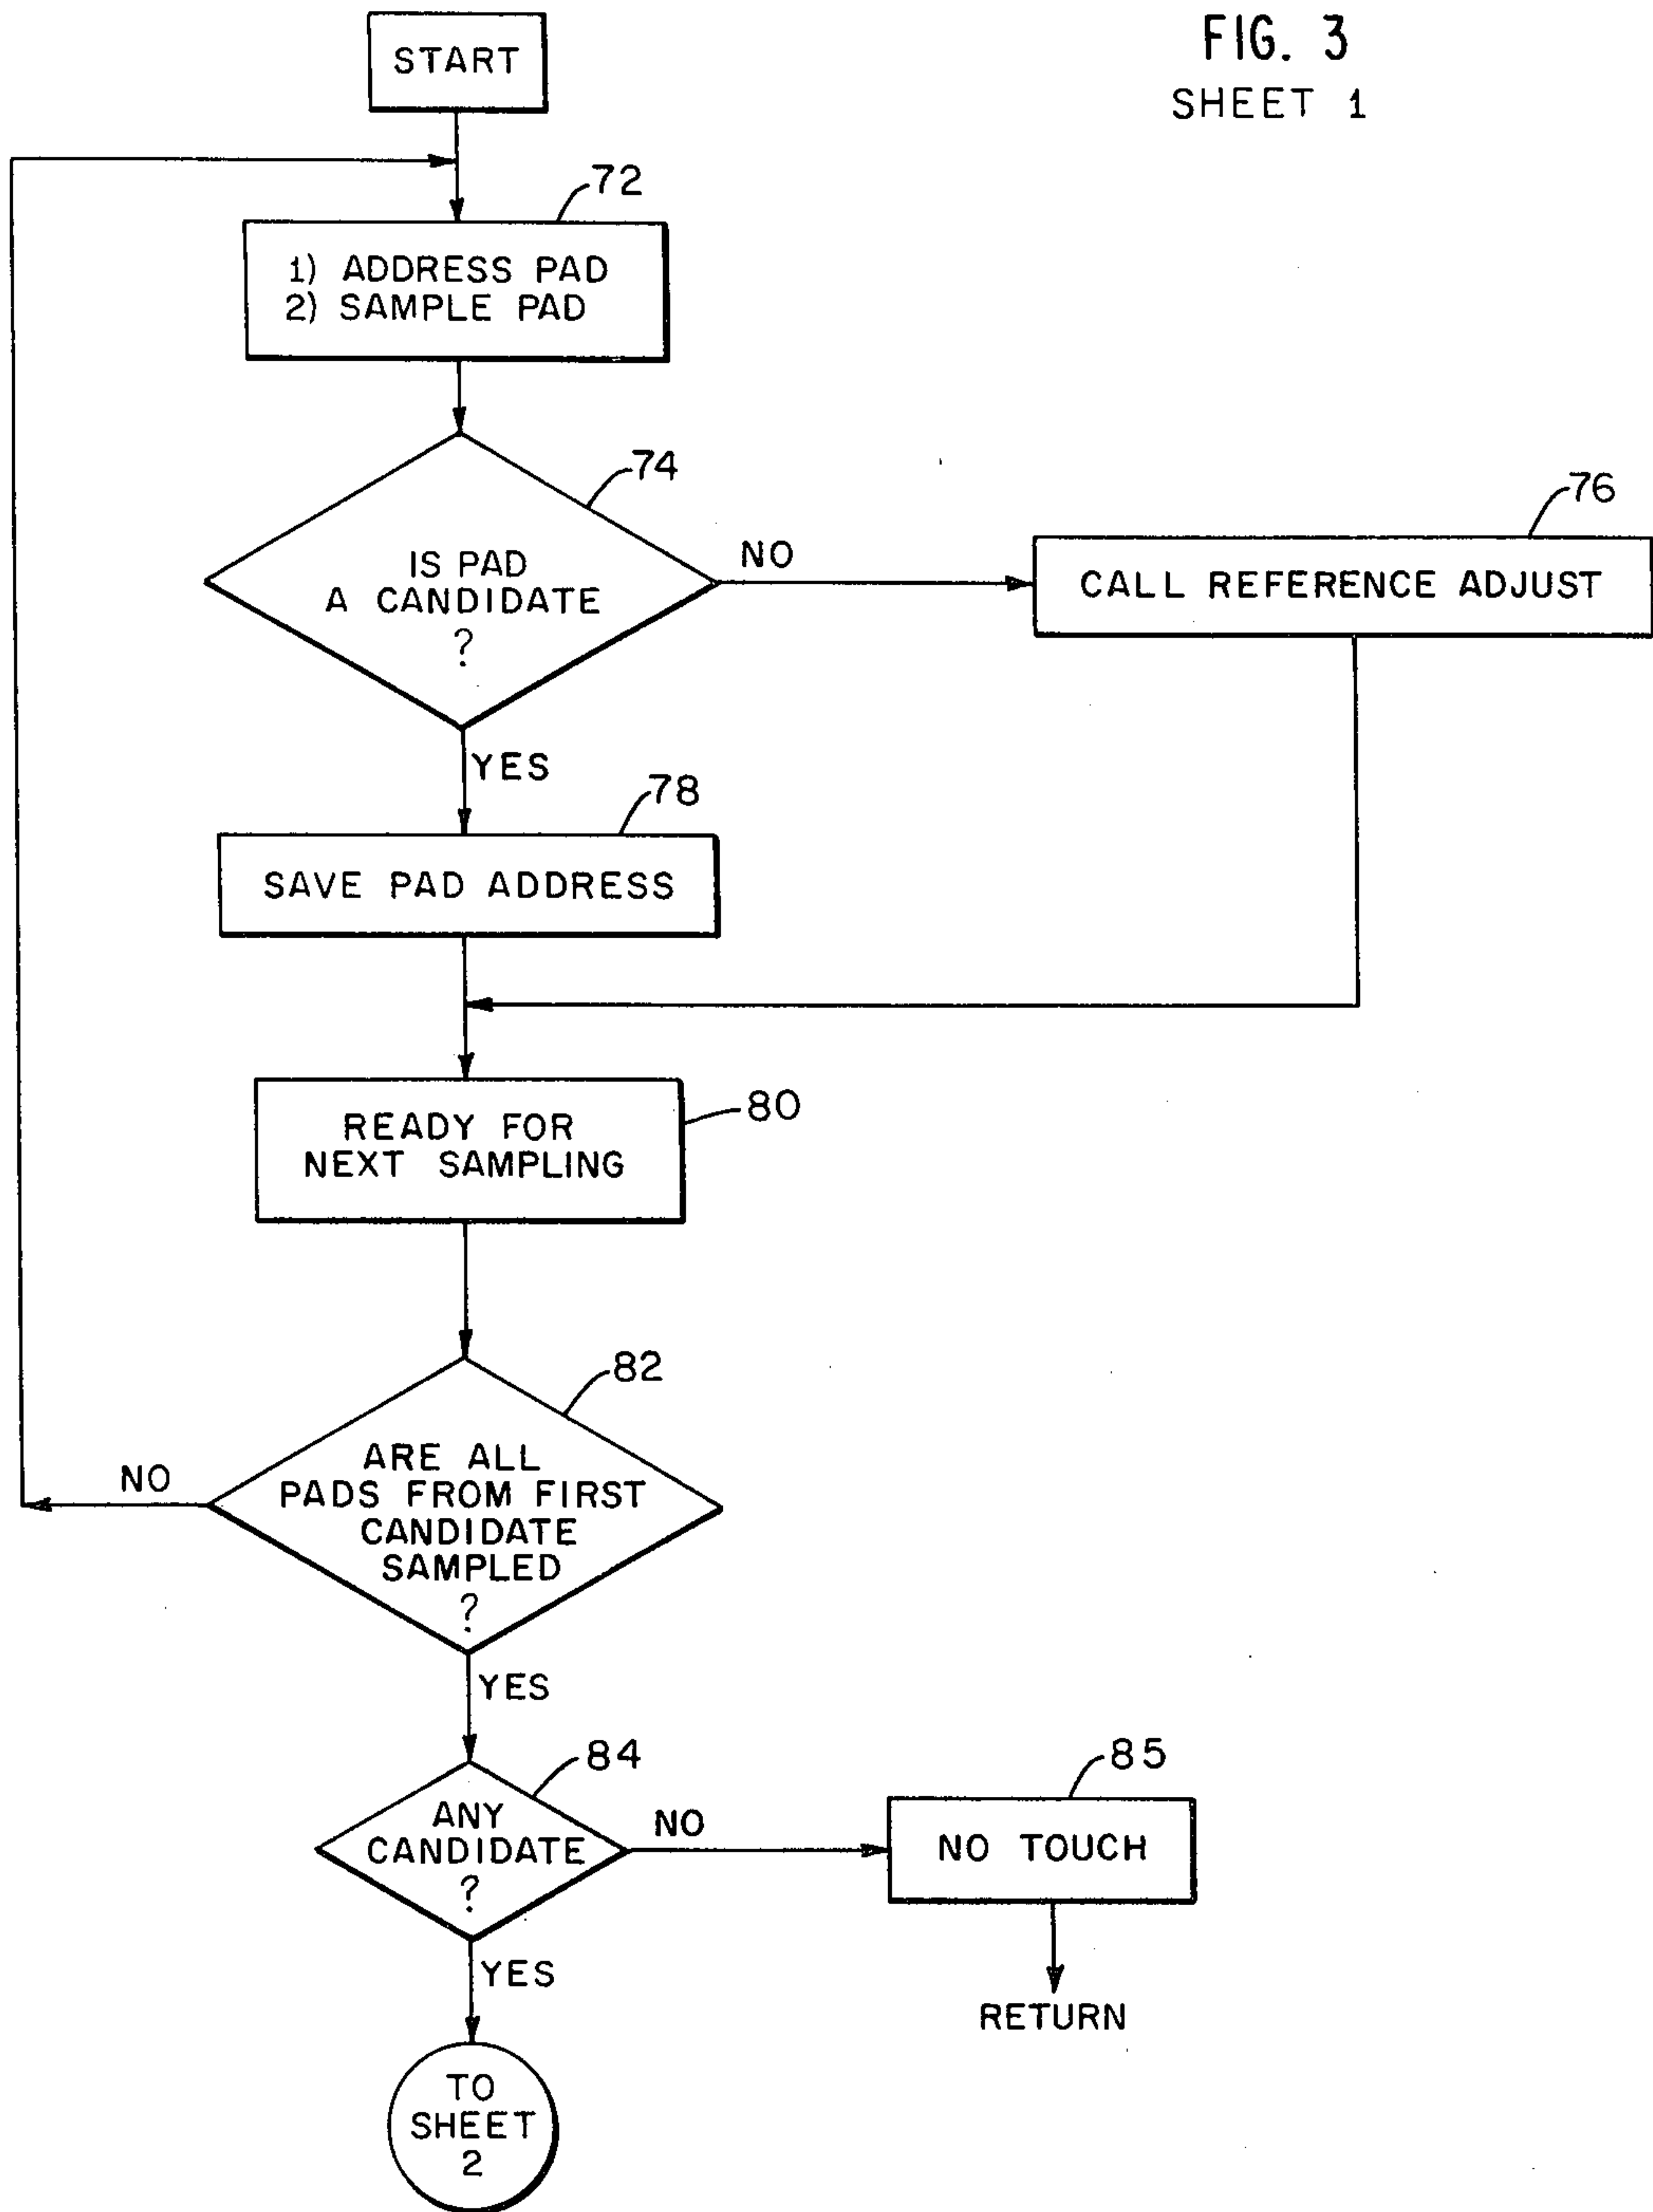 FIG. 3
SHEET 1
START
72
1) ADDRESS PAD
2) SAMPLE PAD
74
IS PAD
A CANDIDATE
?
NO
76
CALL REFERENCE ADJUST
YES
78
SAVE PAD ADDRESS
80
READY FOR
NEXT SAMPLING
82
ARE ALL
PADS FROM FIRST
CANDIDATE
SAMPLED
?
NO
YES
84
ANY
CANDIDATE
?
NO
85
NO TOUCH
RETURN
YES
TO
SHEET
2